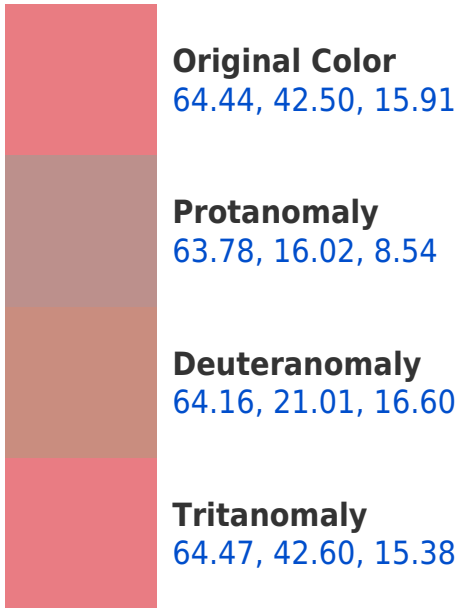 Original Color
64.44, 42.50, 15.91
Protanomaly
63.78, 16.02, 8.54
Deuteranomaly
64.16, 21.01, 16.60
Tritanomaly
64.47, 42.60, 15.38